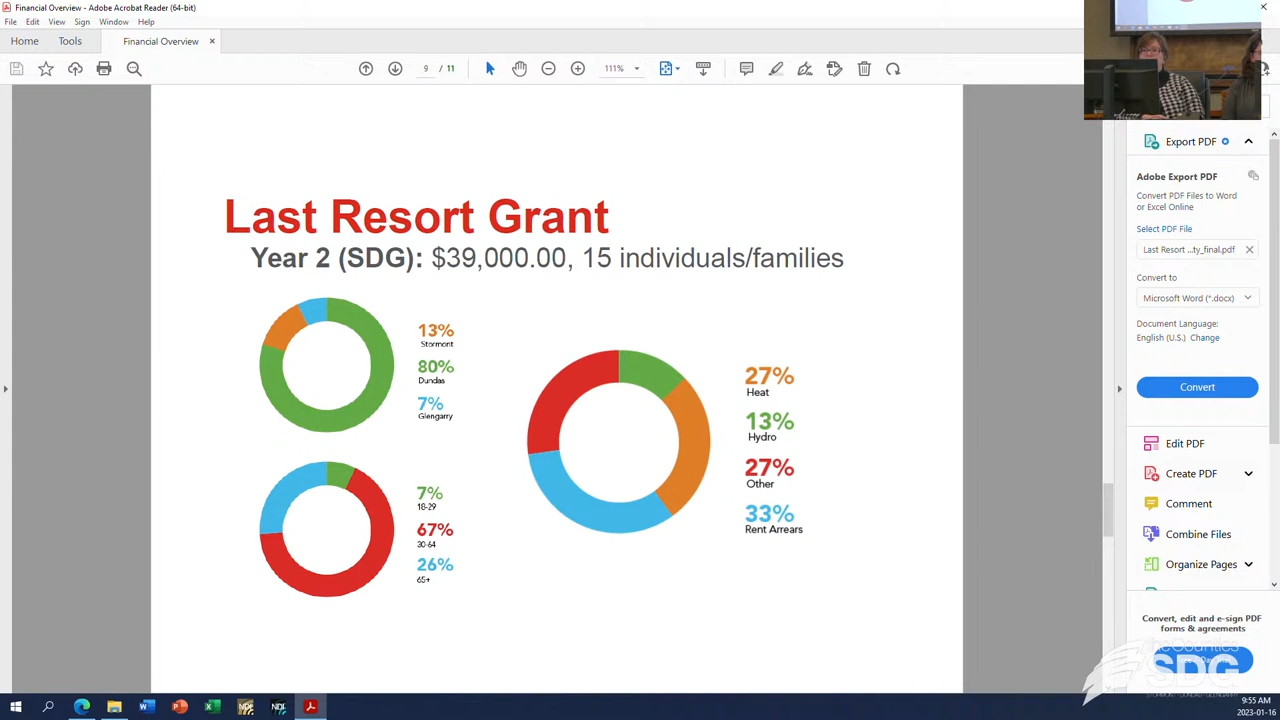 Financial Overview - Adobe Acrobat Reader (64-bit)
File Edit View Sign Window Help
Home Tools Financial Overview ×
9 11 111%
Export PDF
Adobe Export PDF
Convert PDF Files to Word
or Excel Online
Select PDF File
Last Resort ...ty_final.pdf
Convert to
Microsoft Word (*.docx)
Document Language:
English (U.S.) Change
Convert
Edit PDF
Create PDF
Comment
Combine Files
Organize Pages
Convert, edit and e-sign PDF
forms & agreements
Last Resort Grant
Year 2 (SDG): $39,000.00, 15 individuals/families
13%
Stormont
80%
Dundas
7%
Glengarry
7%
18-29
67%
30-64
26%
65+
27%
Heat
13%
Hydro
27%
Other
33%
Rent Arrears
The Counties
SDG
STORMONT · DUNDAS · GLENGARRY
9:55 AM
2023-01-16